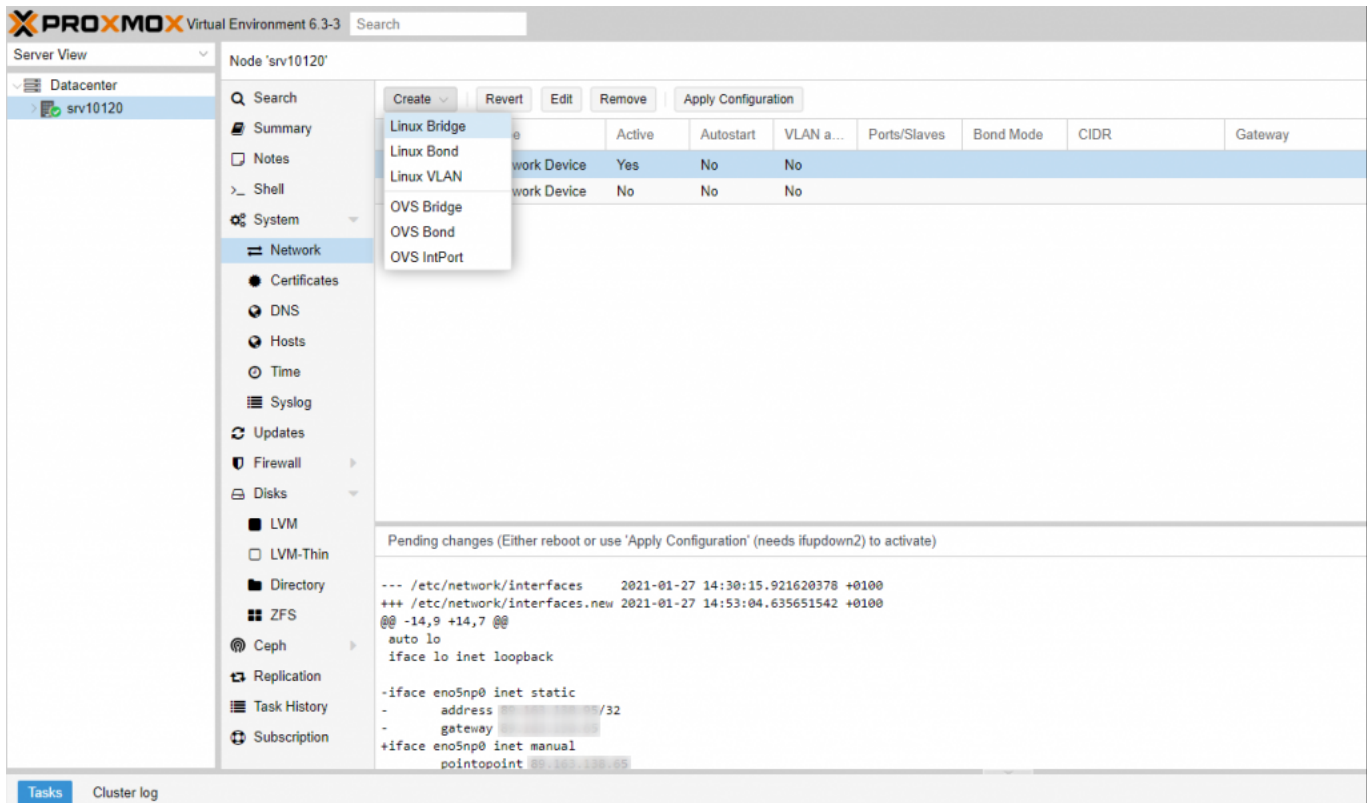 PROXMOX Virtual Environment 6.3-3 Search
Server View
Node 'srv10120'
Datacenter
srv10120
Search
Summary
Notes
Shell
System
Network
Certificates
DNS
Hosts
Time
Syslog
Updates
Firewall
Disks
LVM
LVM-Thin
Directory
ZFS
Ceph
Replication
Task History
Subscription
Create Revert Edit Remove Apply Configuration
Linux Bridge
Linux Bond
Linux VLAN
OVS Bridge
OVS Bond
OVS IntPort
e Active Autostart VLAN a... Ports/Slaves Bond Mode CIDR Gateway
work Device Yes No No
work Device No No No
Pending changes (Either reboot or use 'Apply Configuration' (needs ifupdown2) to activate)
--- /etc/network/interfaces 2021-01-27 14:30:15.921620378 +0100
+++ /etc/network/interfaces.new 2021-01-27 14:53:04.635651542 +0100
@@ -14,9 +14,7 @@
auto lo
iface lo inet loopback
-iface eno5np0 inet static
- address /32
- gateway
+iface eno5np0 inet manual
pointopoint
Tasks Cluster log